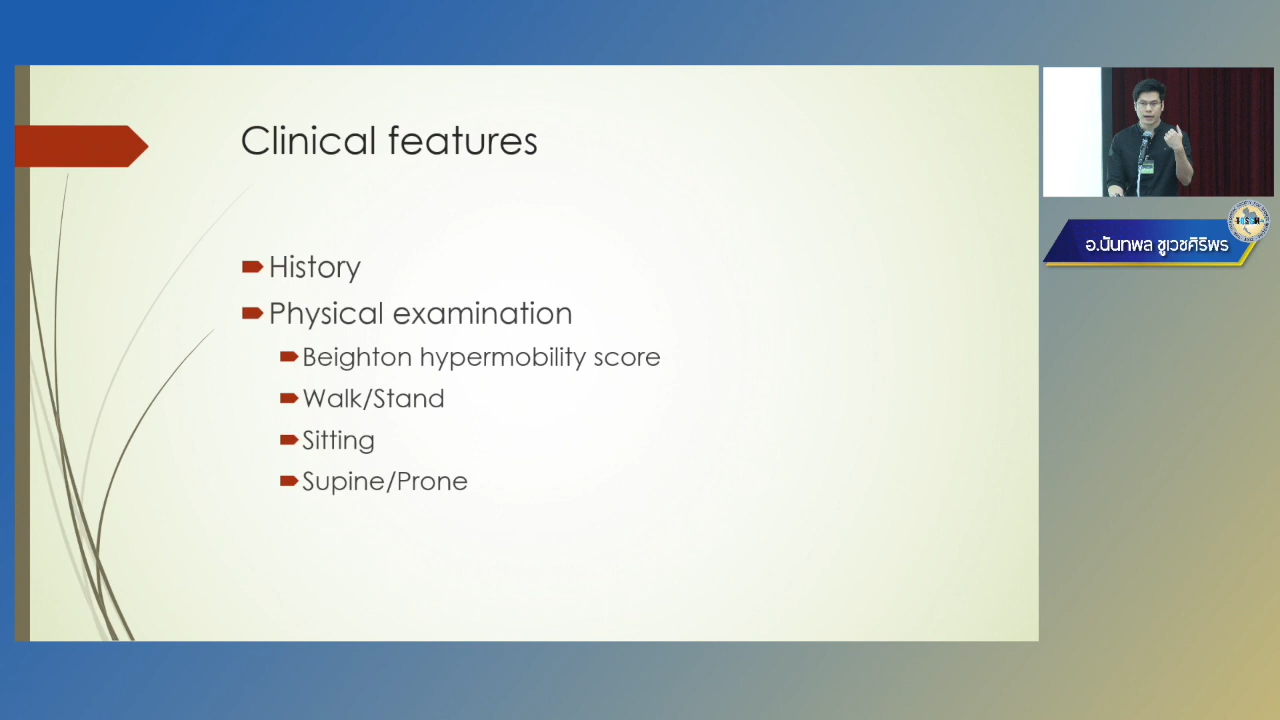 Clinical features
History
Physical examination
Beighton hypermobility score
Walk/Stand
Sitting
Supine/Prone
อ.นันทพล ชูเวชศิริพร